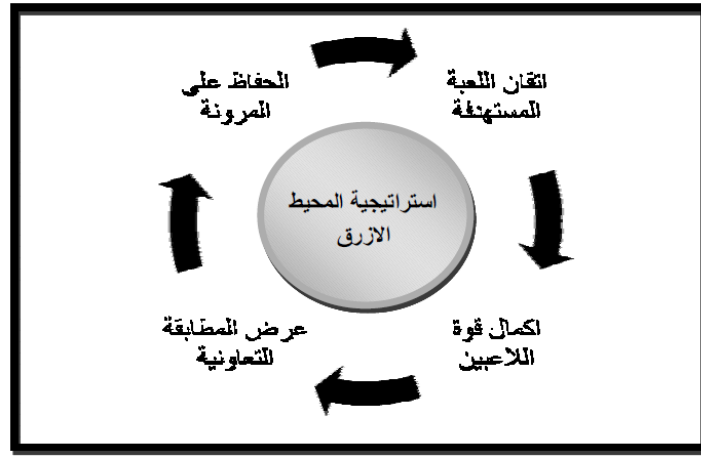 اتقان اللعبة
المستهدفة
الحفاظ على
المرونة
استراتيجية المحيط
الازرق
اكمال قوة
اللاعبين
عرض المطابقة
التعاونية